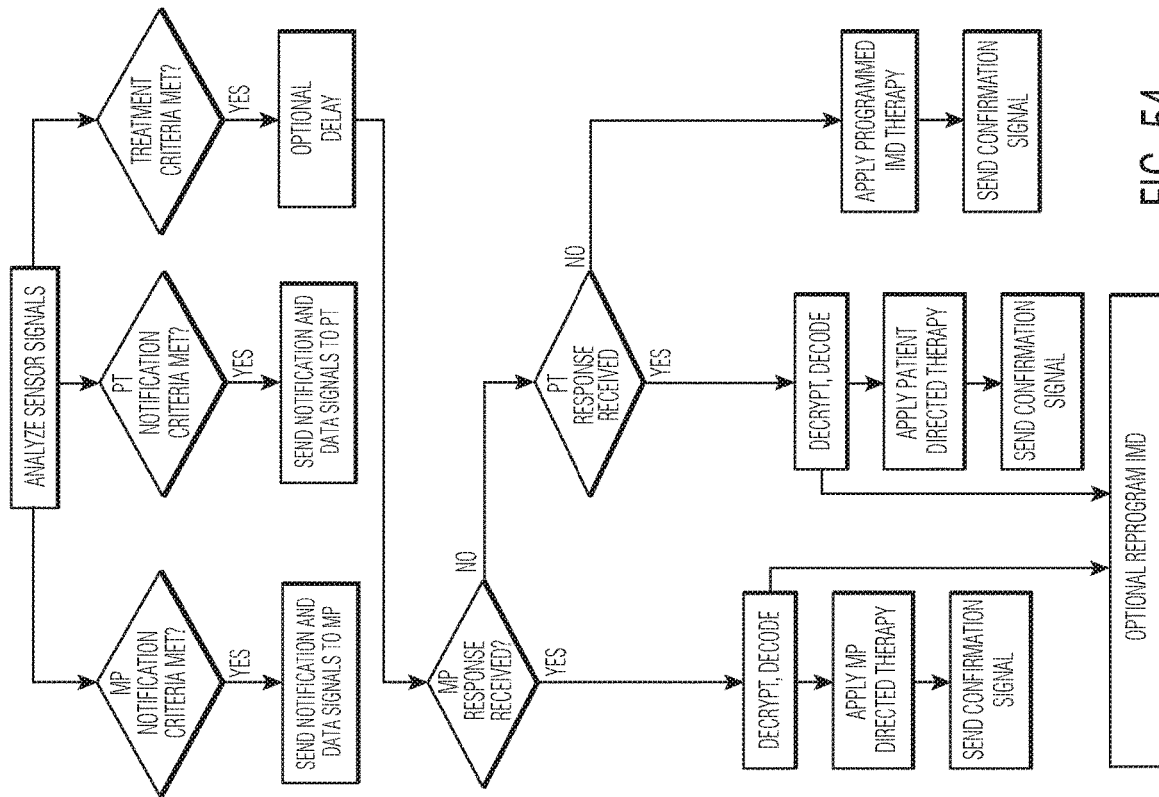 ANALYZE SENSOR SIGNALS
MP
NOTIFICATION
CRITERIA MET?
YES
SEND NOTIFICATION AND
DATA SIGNALS TO MP
PT
NOTIFICATION
CRITERIA MET?
YES
SEND NOTIFICATION AND
DATA SIGNALS TO PT
TREATMENT
CRITERIA MET?
YES
OPTIONAL
DELAY
MP
RESPONSE
RECEIVED?
NO
YES
DECRYPT, DECODE
APPLY MP
DIRECTED THERAPY
SEND CONFIRMATION
SIGNAL
PT
RESPONSE
RECEIVED
NO
YES
DECRYPT, DECODE
APPLY PATIENT
DIRECTED THERAPY
SEND CONFIRMATION
SIGNAL
APPLY PROGRAMMED
IMD THERAPY
SEND CONFIRMATION
SIGNAL
OPTIONAL REPROGRAM IMD